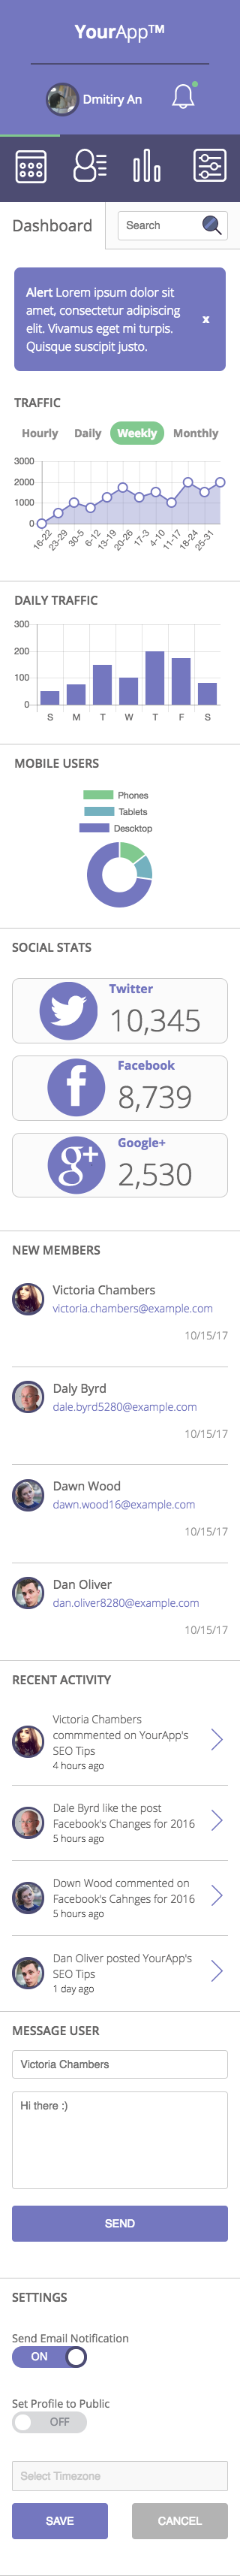 YourApp™
Dmitiry An
Dashboard
Search
Alert Lorem ipsum dolor sit
amet, consectetur adipiscing
elit. Vivamus eget mi turpis.
Quisque suscipit justo.
x
TRAFFIC
Hourly Daily Weekly Monthly
3000
2000
1000
0
16-22 23-29 30-5 6-12 13-19 20-26 17-3 4-10 11-17 18-24 25-31
DAILY TRAFFIC
300
200
100
0
S M T W T F S
MOBILE USERS
Phones
Tablets
Descktop
SOCIAL STATS
Twitter
10,345
Facebook
8,739
g+
Google+
2,530
NEW MEMBERS
Victoria Chambers
victoria.chambers@example.com
10/15/17
Daly Byrd
dale.byrd5280@example.com
10/15/17
Dawn Wood
dawn.wood16@example.com
10/15/17
Dan Oliver
dan.oliver8280@example.com
10/15/17
RECENT ACTIVITY
Victoria Chambers
commmented on YourApp's
SEO Tips
4 hours ago
Dale Byrd like the post
Facebook's Changes for 2016
5 hours ago
Down Wood commented on
Facebook's Cahnges for 2016
5 hours ago
Dan Oliver posted YourApp's
SEO Tips
1 day ago
MESSAGE USER
Victoria Chambers
Hi there :)
SEND
SETTINGS
Send Email Notification
ON
Set Profile to Public
OFF
Select Timezone
SAVE CANCEL